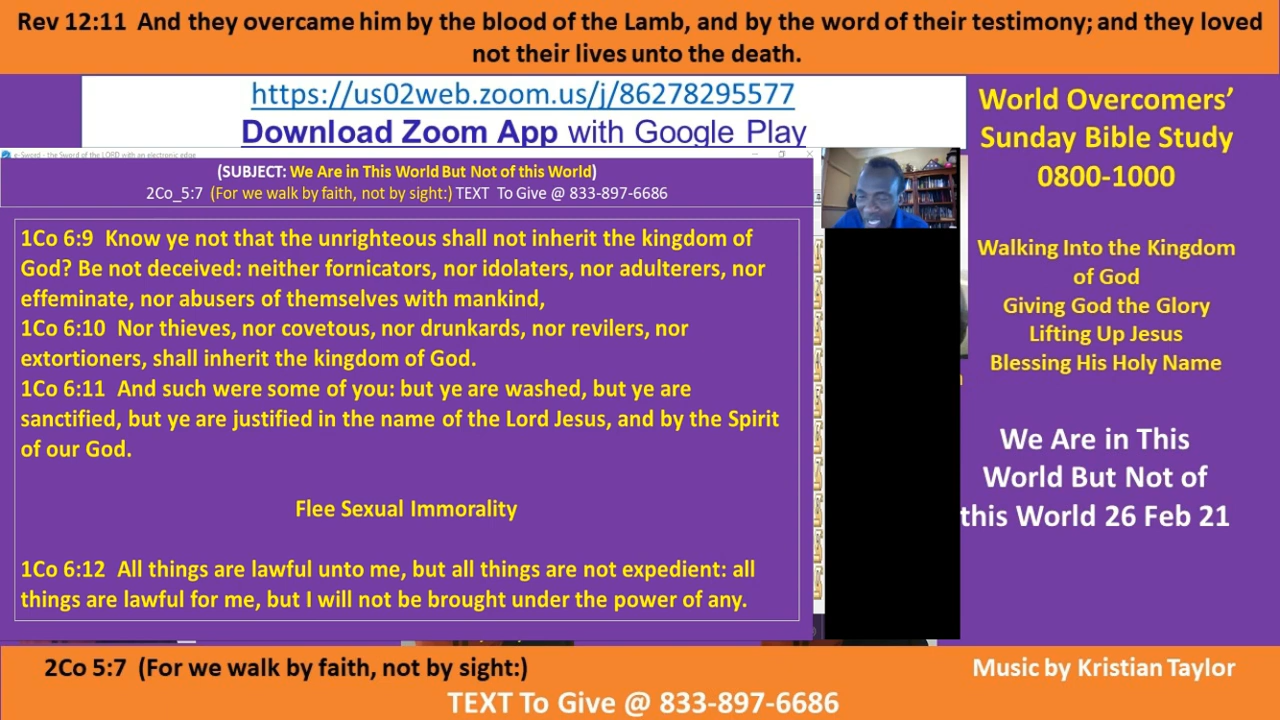 Rev 12:11  And they overcame him by the blood of the Lamb, and by the word of their testimony; and they loved
not their lives unto the death.
https://us02web.zoom.us/j/86278295577
Download Zoom App with Google Play
e-Sword - the Sword of the LORD with an electronic edge
(SUBJECT: We Are in This World But Not of this World)
2Co_5:7  (For we walk by faith, not by sight:) TEXT  To Give @ 833-897-6686
1Co 6:9  Know ye not that the unrighteous shall not inherit the kingdom of
God? Be not deceived: neither fornicators, nor idolaters, nor adulterers, nor
effeminate, nor abusers of themselves with mankind,
1Co 6:10  Nor thieves, nor covetous, nor drunkards, nor revilers, nor
extortioners, shall inherit the kingdom of God.
1Co 6:11  And such were some of you: but ye are washed, but ye are
sanctified, but ye are justified in the name of the Lord Jesus, and by the Spirit
of our God.
Flee Sexual Immorality
1Co 6:12  All things are lawful unto me, but all things are not expedient: all
things are lawful for me, but I will not be brought under the power of any.
World Overcomers’
Sunday Bible Study
0800-1000
Walking Into the Kingdom
of God
Giving God the Glory
Lifting Up Jesus
Blessing His Holy Name
We Are in This
World But Not of
this World 26 Feb 21
2Co 5:7  (For we walk by faith, not by sight:)
Music by Kristian Taylor
TEXT To Give @ 833-897-6686